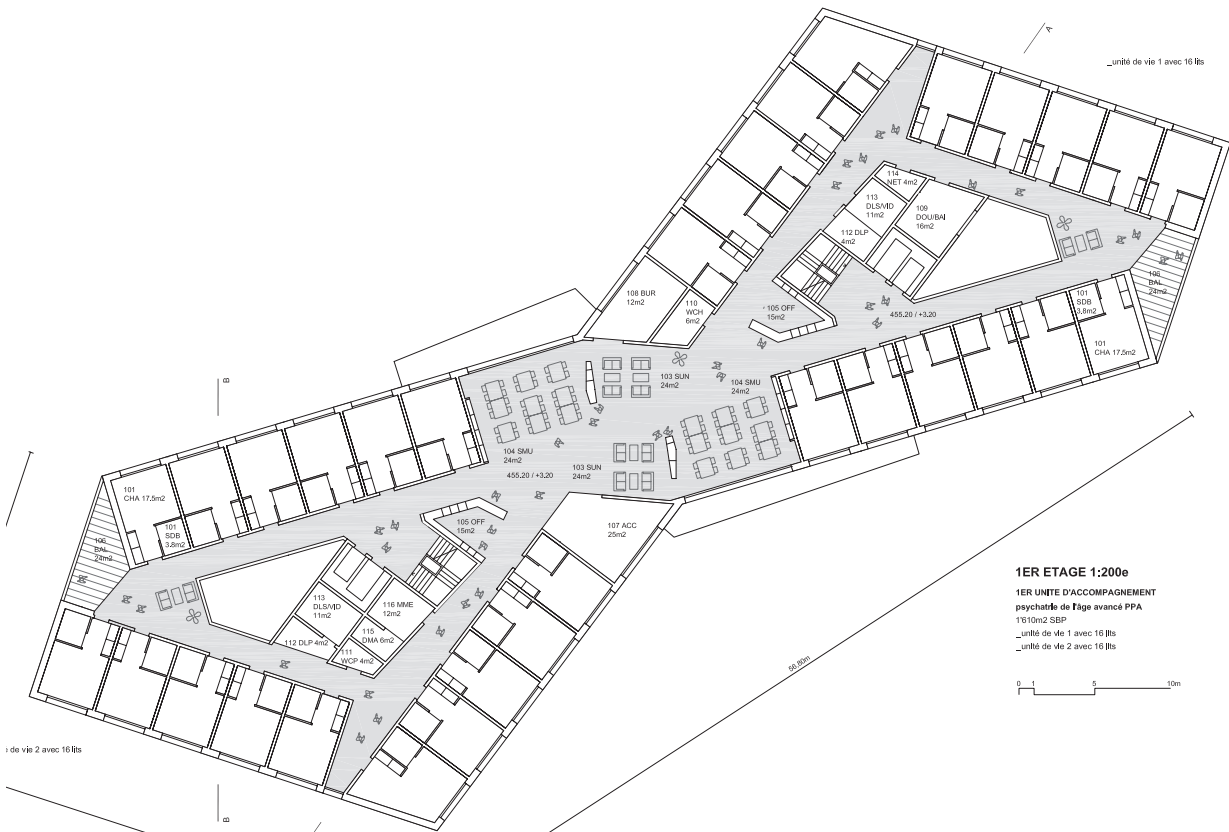 A
_unité de vie 1 avec 16 lits
114
NET 4m2
113
DLS/VID
11m2
109
DOU/BAI
16m2
112 DLP
4m2
106
BAL
24m2
108 BUR
12m2
110
WCH
6m2
105 OFF
15m2
455.20 / +3.20
101
SDB
3.8m2
101
CHA 17.5m2
B
103 SUN
24m2
104 SMU
24m2
104 SMU
24m2
103 SUN
24m2
455.20 / +3.20
101
CHA 17.5m2
101
SDB
3.8m2
106
BAL
24m2
105 OFF
15m2
107 ACC
25m2
113
DLS/VID
11m2
116 MME
12m2
115
DMA 6m2
112 DLP 4m2
111
WCP 4m2
56,80m
1ER ETAGE 1:200e
1ER UNITE D'ACCOMPAGNEMENT
psychatrie de l'âge avancé PPA
1'610m2 SBP
_unité de vie 1 avec 16 lits
_unité de vie 2 avec 16 lits
0 1 5 10m
de vie 2 avec 16 lits
B